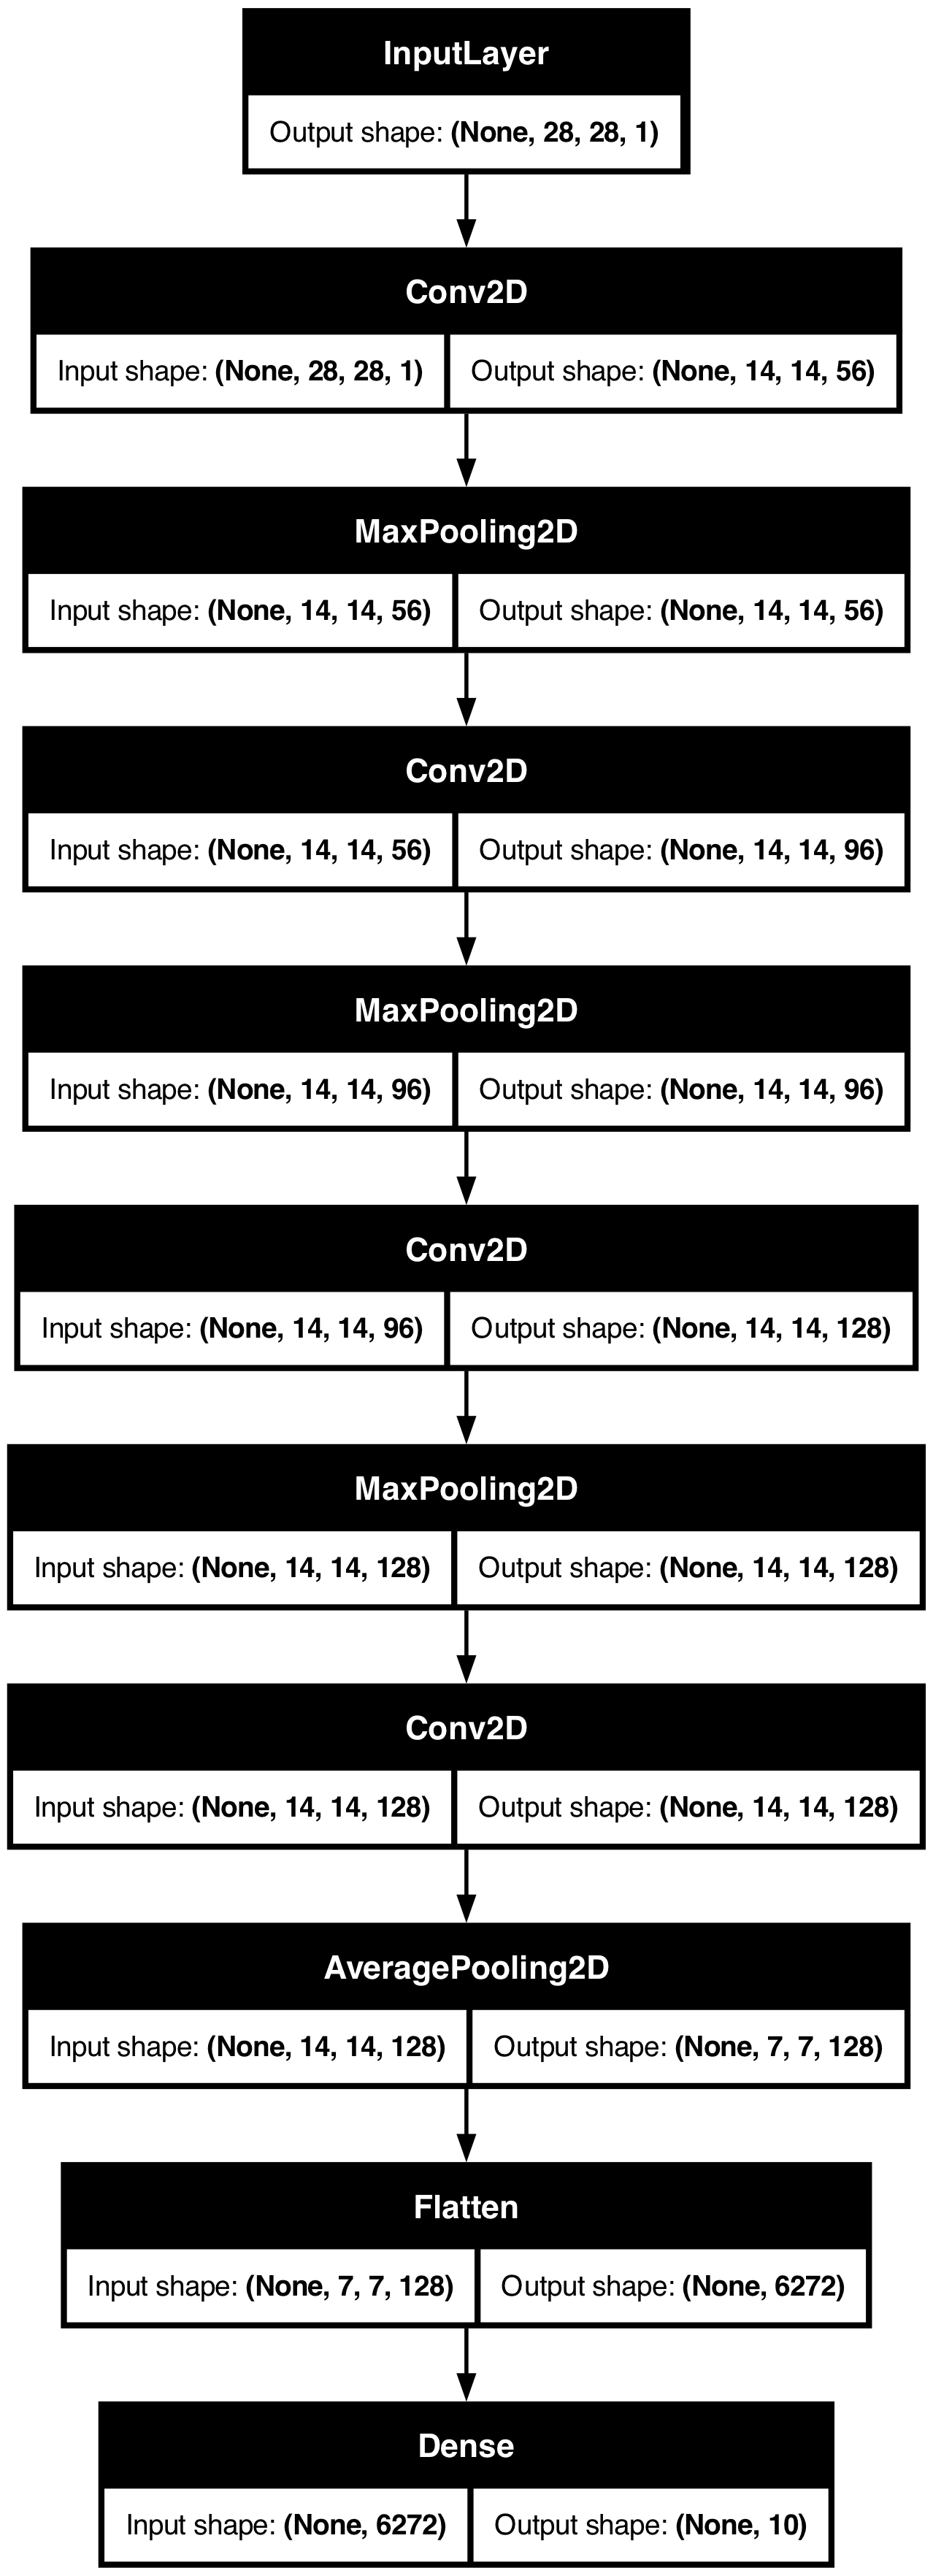 InputLayer
Output shape: (None, 28, 28, 1)
Conv2D
Input shape: (None, 28, 28, 1) Output shape: (None, 14, 14, 56)
MaxPooling2D
Input shape: (None, 14, 14, 56) Output shape: (None, 14, 14, 56)
Conv2D
Input shape: (None, 14, 14, 56) Output shape: (None, 14, 14, 96)
MaxPooling2D
Input shape: (None, 14, 14, 96) Output shape: (None, 14, 14, 96)
Conv2D
Input shape: (None, 14, 14, 96) Output shape: (None, 14, 14, 128)
MaxPooling2D
Input shape: (None, 14, 14, 128) Output shape: (None, 14, 14, 128)
Conv2D
Input shape: (None, 14, 14, 128) Output shape: (None, 14, 14, 128)
AveragePooling2D
Input shape: (None, 14, 14, 128) Output shape: (None, 7, 7, 128)
Flatten
Input shape: (None, 7, 7, 128) Output shape: (None, 6272)
Dense
Input shape: (None, 6272) Output shape: (None, 10)